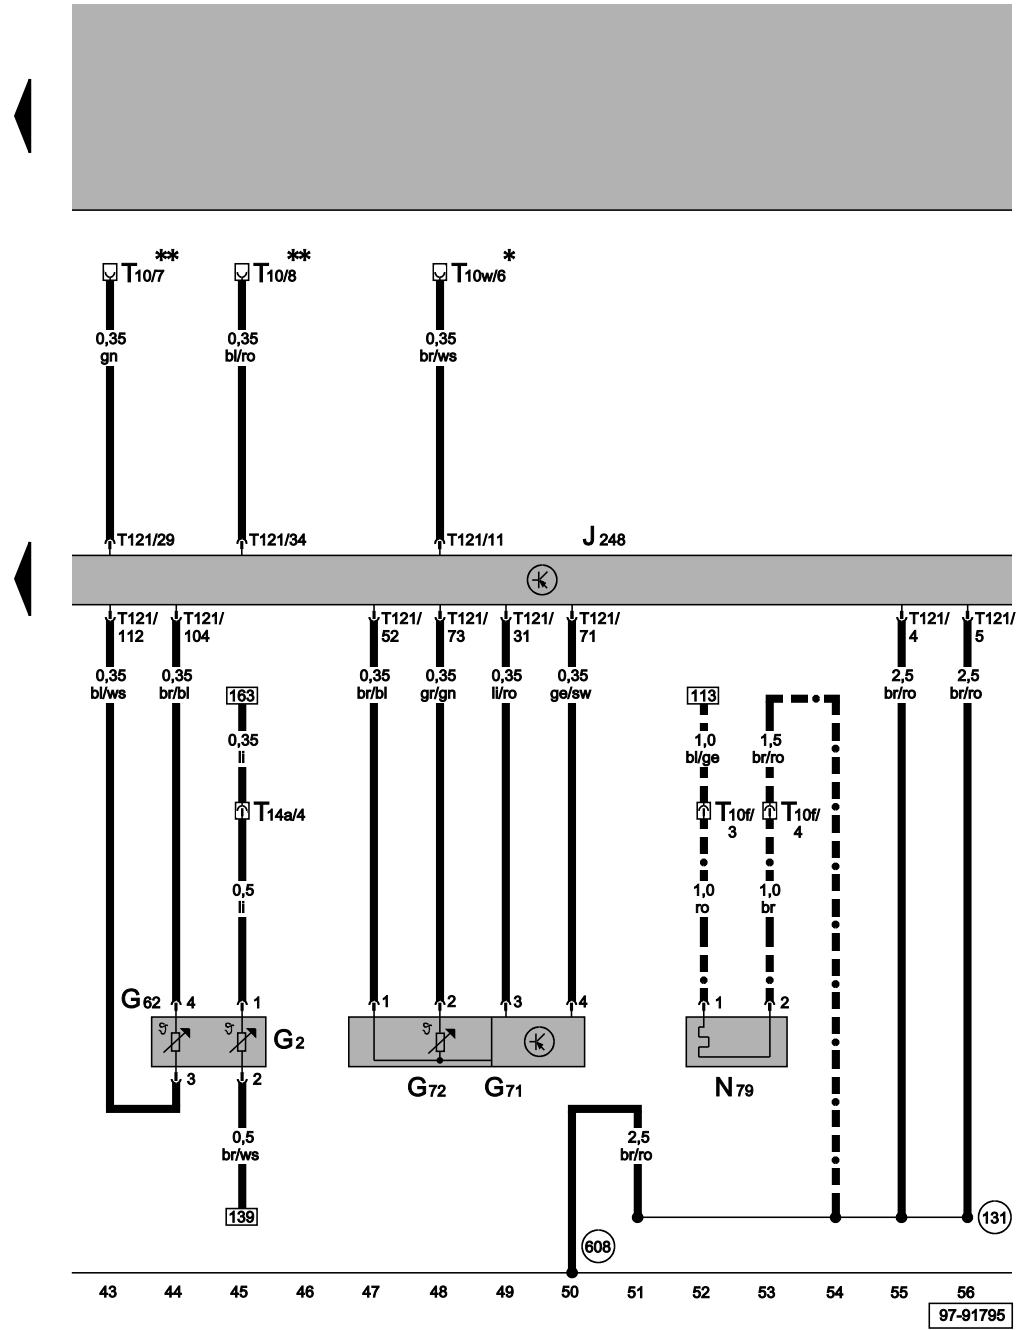 ** ** *
T10/7 T10/8 T10w/6
0,35 0,35 0,35
gn bl/ro br/ws
T121/29 T121/34 T121/11 J 248
T121/ T121/ T121/ T121/ T121/ T121/ T121/ T121/
112 104 52 73 31 71 4 5
0,35 0,35 0,35 0,35 0,35 0,35 2,5 2,5
bl/ws br/bl br/bl gr/gn li/ro ge/sw br/ro br/ro
163 113
0,35 1,0 1,5
li bl/ge br/ro
T14a/4 T10f/ T10f/
3 4
0,5 1,0 1,0
li ro br
G62 4 1 1 2 3 4 1 2
ϑ ϑ ϑ
G2
3 2
G72 G71 N79
0,5 2,5
br/ws br/ro
139 131
608
43 44 45 46 47 48 49 50 51 52 53 54 55 56
97-91795